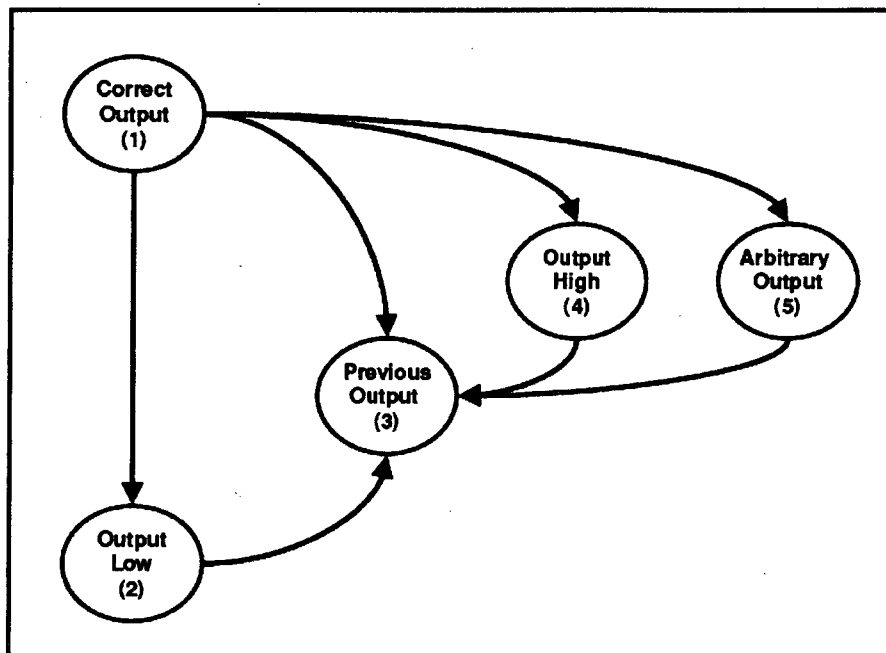 Correct
Output
(1)
Output
High
(4)
Arbitrary
Output
(5)
Previous
Output
(3)
Output
Low
(2)